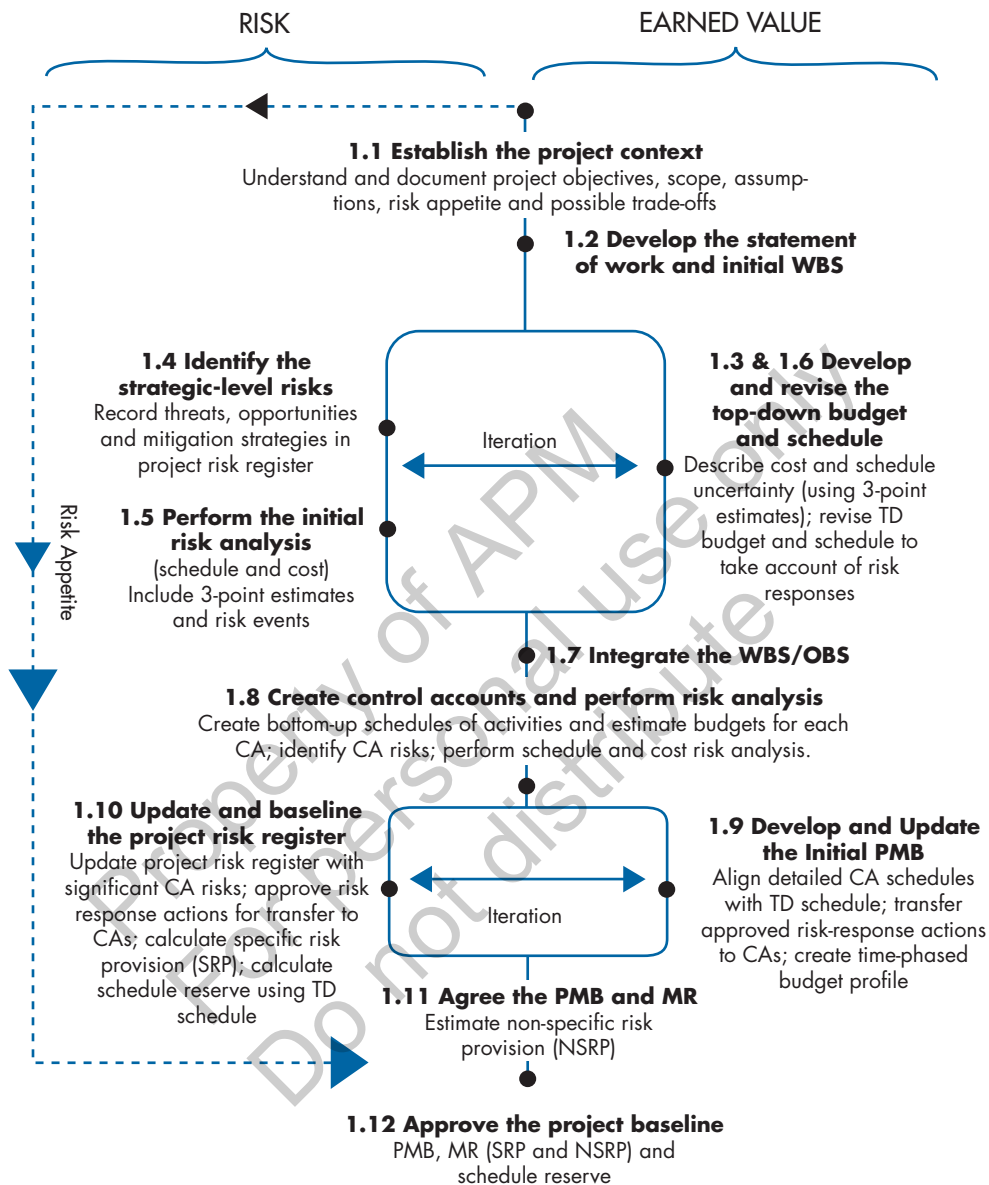 RISK
EARNED VALUE
1.1 Establish the project context
Understand and document project objectives, scope, assump-
tions, risk appetite and possible trade-offs
1.2 Develop the statement
of work and initial WBS
1.4 Identify the
strategic-level risks
Record threats, opportunities
and mitigation strategies in
project risk register
Iteration
1.3 & 1.6 Develop
and revise the
top-down budget
and schedule
Describe cost and schedule
uncertainty (using 3-point
estimates); revise TD
budget and schedule to
take account of risk
responses
1.5 Perform the initial
risk analysis
(schedule and cost)
Include 3-point estimates
and risk events
Risk Appetite
1.7 Integrate the WBS/OBS
1.8 Create control accounts and perform risk analysis
Create bottom-up schedules of activities and estimate budgets for each
CA; identify CA risks; perform schedule and cost risk analysis.
1.10 Update and baseline
the project risk register
Update project risk register with
significant CA risks; approve risk
response actions for transfer to
CAs; calculate specific risk
provision (SRP); calculate
schedule reserve using TD
schedule
Iteration
1.9 Develop and Update
the Initial PMB
Align detailed CA schedules
with TD schedule; transfer
approved risk-response actions
to CAs; create time-phased
budget profile
1.11 Agree the PMB and MR
Estimate non-specific risk
provision (NSRP)
1.12 Approve the project baseline
PMB, MR (SRP and NSRP) and
schedule reserve
Property of APM
For personal use only
Do not distribute